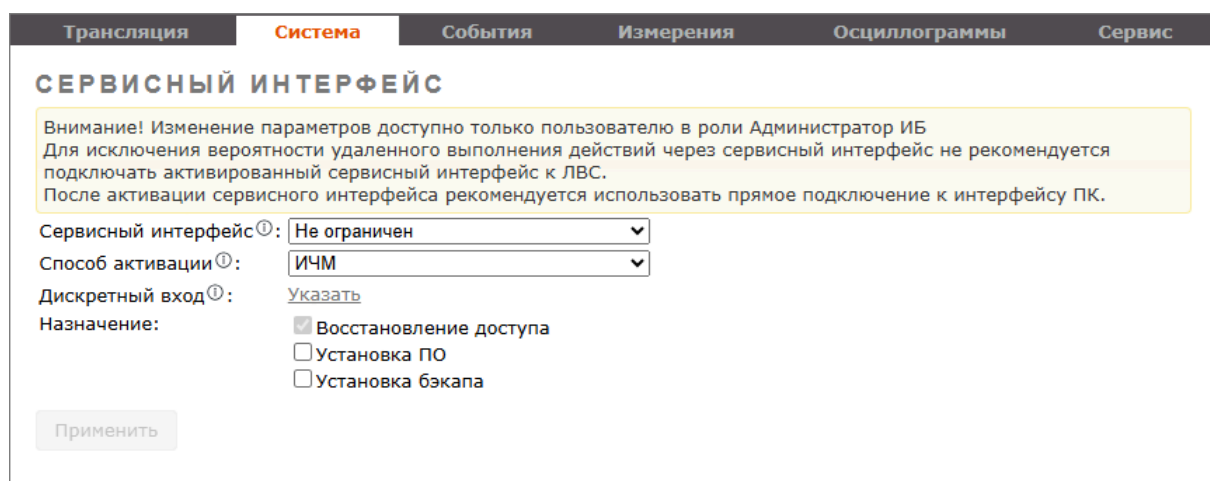 Трансляция Система События Измерения Осциллограммы Сервис
СЕРВИСНЫЙ ИНТЕРФЕЙС
Внимание! Изменение параметров доступно только пользователю в роли Администратор ИБ
Для исключения вероятности удаленного выполнения действий через сервисный интерфейс не рекомендуется
подключать активированный сервисный интерфейс к ЛВС.
После активации сервисного интерфейса рекомендуется использовать прямое подключение к интерфейсу ПК.
Сервисный интерфейс ⓘ: Не ограничен
Способ активации ⓘ: ИЧМ
Дискретный вход ⓘ: Указать
Назначение: Восстановление доступа
Установка ПО
Установка бэкапа
Применить